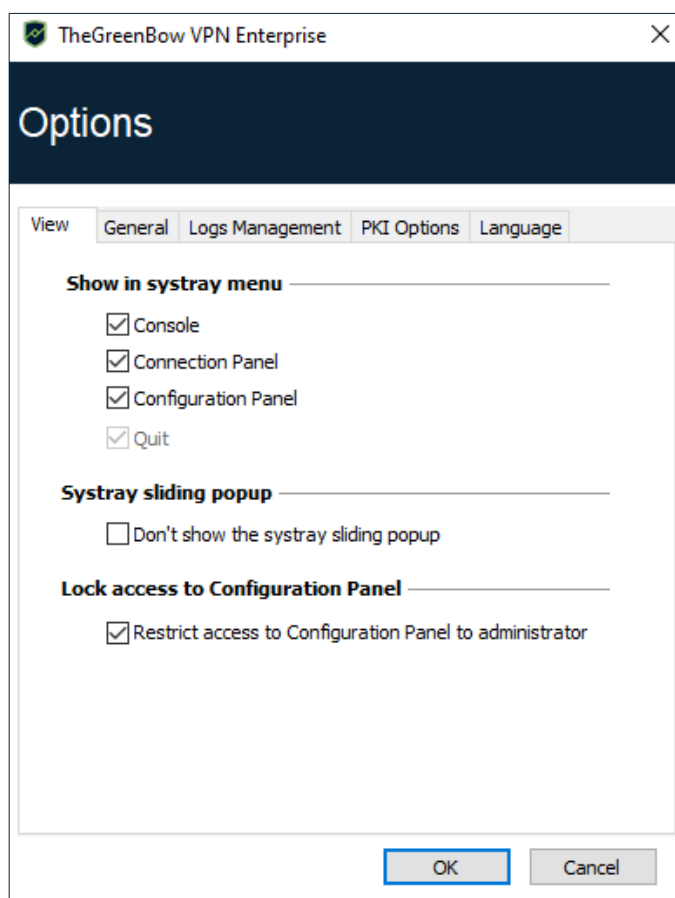 TheGreenBow VPN Enterprise
Options
View General Logs Management PKI Options Language
Show in systray menu
Console
Connection Panel
Configuration Panel
Quit
Systray sliding popup
Don't show the systray sliding popup
Lock access to Configuration Panel
Restrict access to Configuration Panel to administrator
OK Cancel